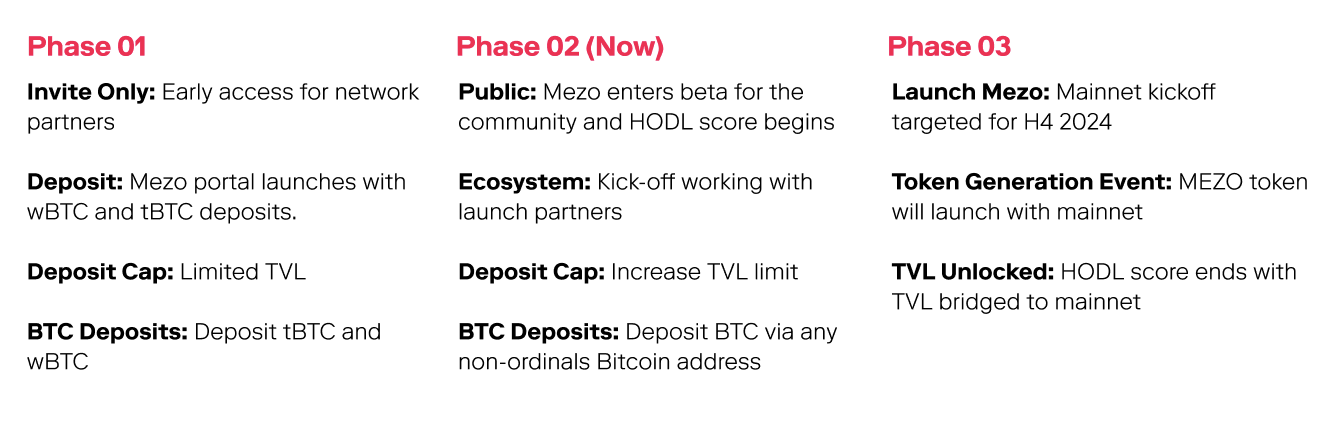 Phase 01
Invite Only: Early access for network
partners
Deposit: Mezo portal launches with
wBTC and tBTC deposits.
Deposit Cap: Limited TVL
BTC Deposits: Deposit tBTC and
wBTC
Phase 02 (Now)
Public: Mezo enters beta for the
community and HODL score begins
Ecosystem: Kick-off working with
launch partners
Deposit Cap: Increase TVL limit
BTC Deposits: Deposit BTC via any
non-ordinals Bitcoin address
Phase 03
Launch Mezo: Mainnet kickoff
targeted for H4 2024
Token Generation Event: MEZO token
will launch with mainnet
TVL Unlocked: HODL score ends with
TVL bridged to mainnet